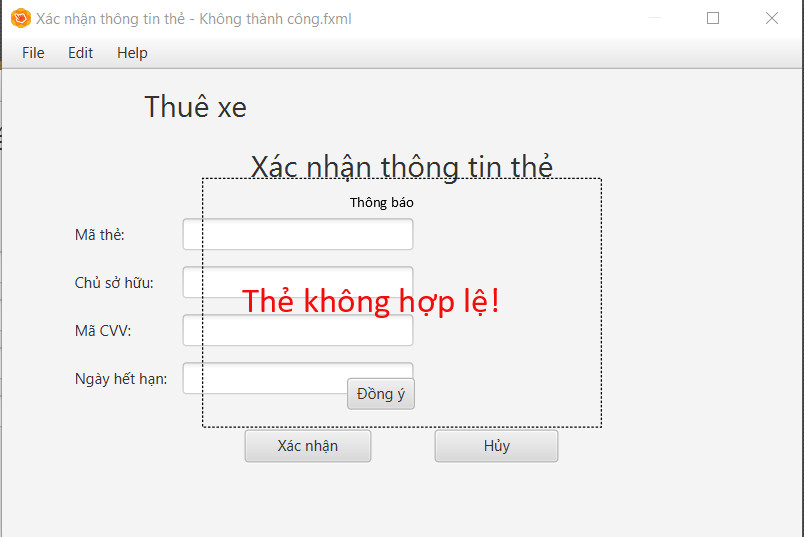 Xác nhận thông tin thẻ - Không thành công.fxml
File Edit Help
Thuê xe
Xác nhận thông tin thẻ
Thông báo
Mã thẻ:
Chủ sở hữu:
Thẻ không hợp lệ!
Mã CVV:
Ngày hết hạn:
Đồng ý
Xác nhận Hủy